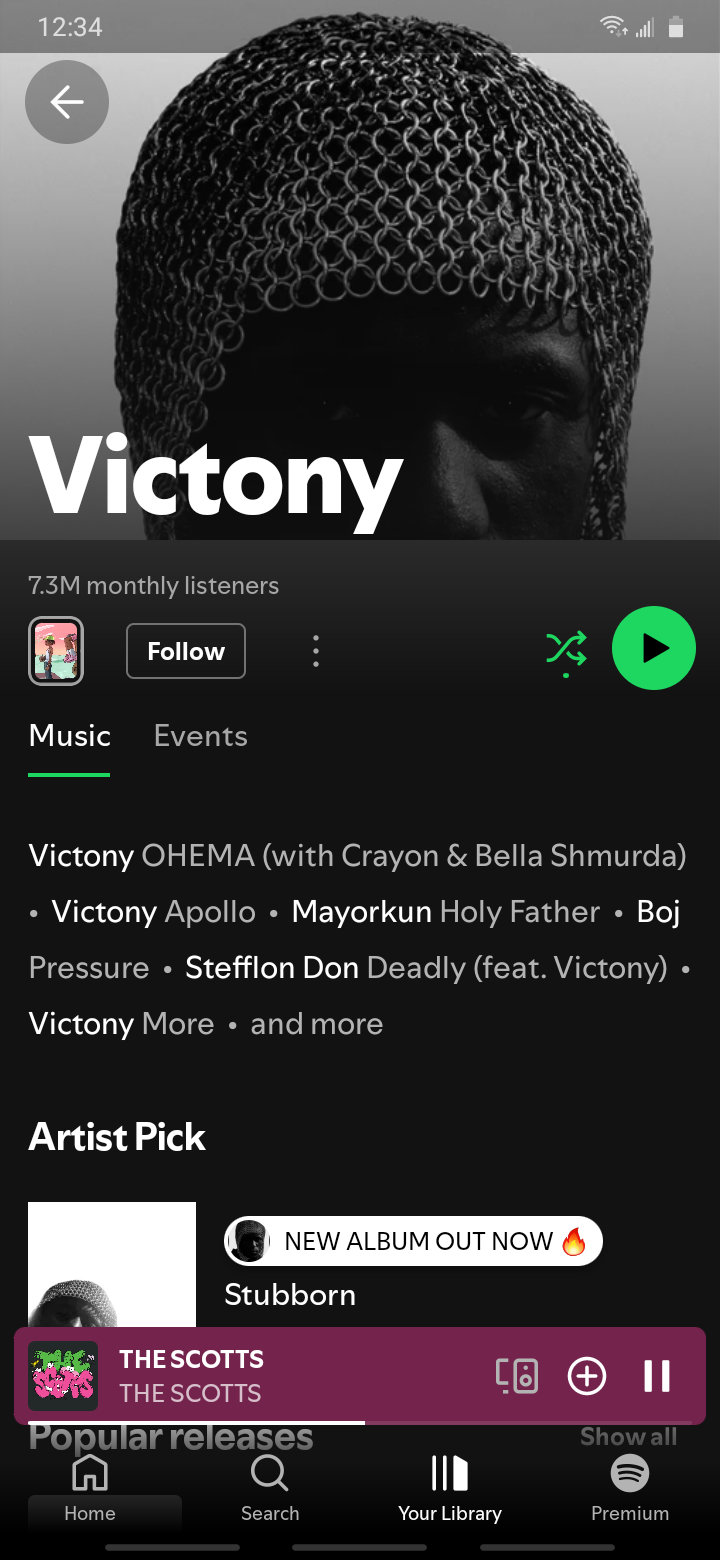 12:34
Victony
7.3M monthly listeners
Follow
Music
Events
Victony OHEMA (with Crayon & Bella Shmurda)
• Victony Apollo • Mayorkun Holy Father • Boj
Pressure • Stefflon Don Deadly (feat. Victony) •
Victony More • and more
Artist Pick
NEW ALBUM OUT NOW 🔥
Stubborn
THE SCOTTS
THE SCOTTS
THE SCOTTS
Popular releases
Show all
Home
Search
Your Library
Premium